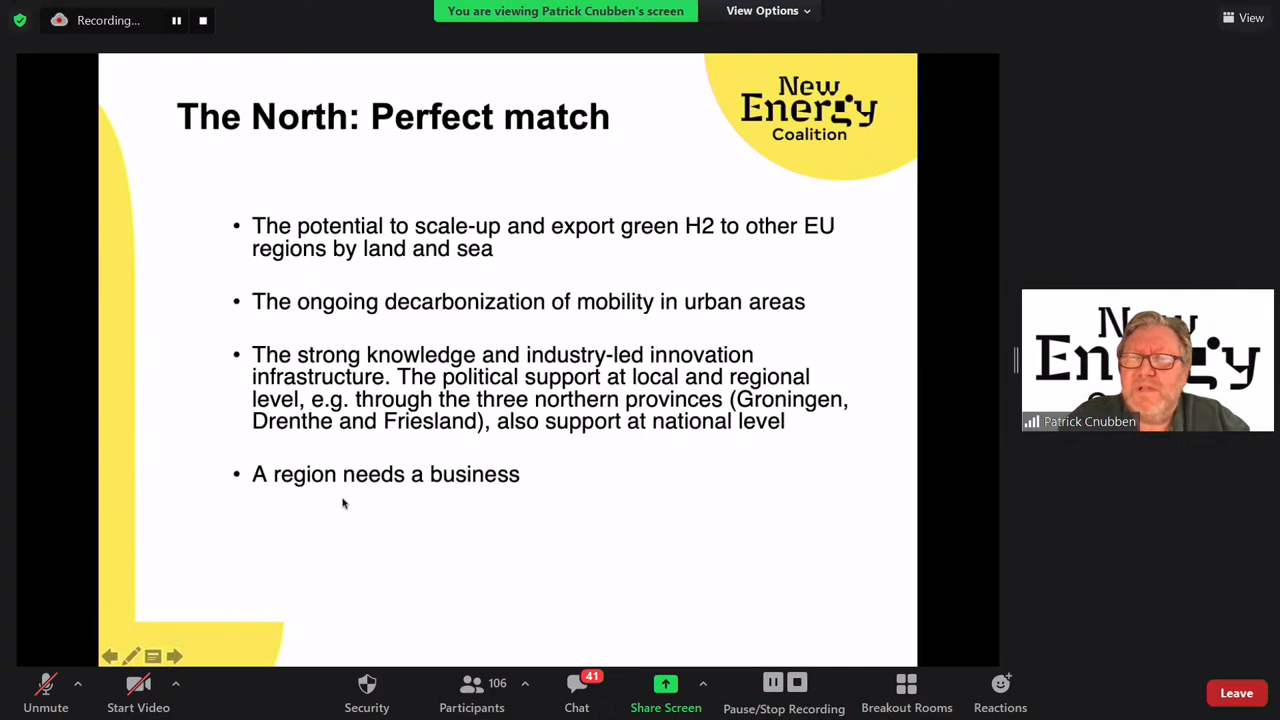 You are viewing Patrick Cnubben's screen
View Options
Recording...
View
The North: Perfect match
New
Energy
Coalition
• The potential to scale-up and export green H2 to other EU
regions by land and sea
• The ongoing decarbonization of mobility in urban areas
• The strong knowledge and industry-led innovation
infrastructure. The political support at local and regional
level, e.g. through the three northern provinces (Groningen,
Drenthe and Friesland), also support at national level
• A region needs a business
Patrick Cnubben
Unmute
Start Video
Security
Participants
106
Chat
41
Share Screen
Pause/Stop Recording
Breakout Rooms
Reactions
Leave